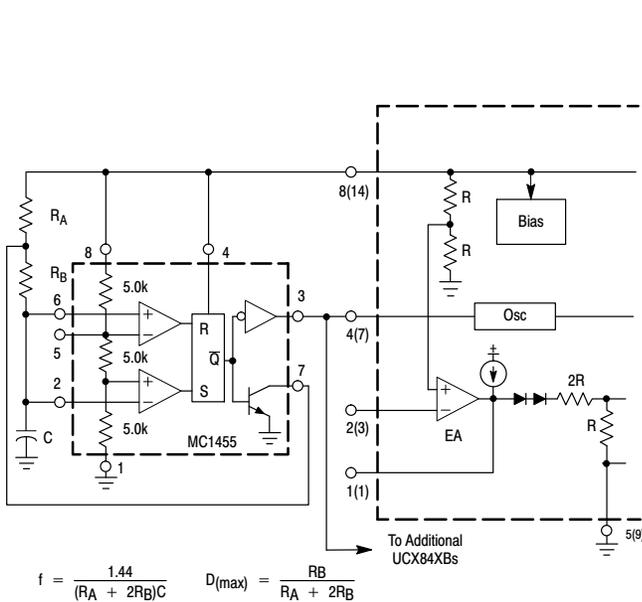 8(14)
R
R
Bias
RA
RB
8
4
5.0k
6
3
5
5.0k
R
Q
S
7
2
5.0k
C
MC1455
1
4(7)
Osc
+
−
+
−
+
−
2R
R
EA
2(3)
1(1)
5(9)
To Additional
UCX84XBs
f = 1.44 / (RA + 2RB)C
D(max) = RB / RA + 2RB